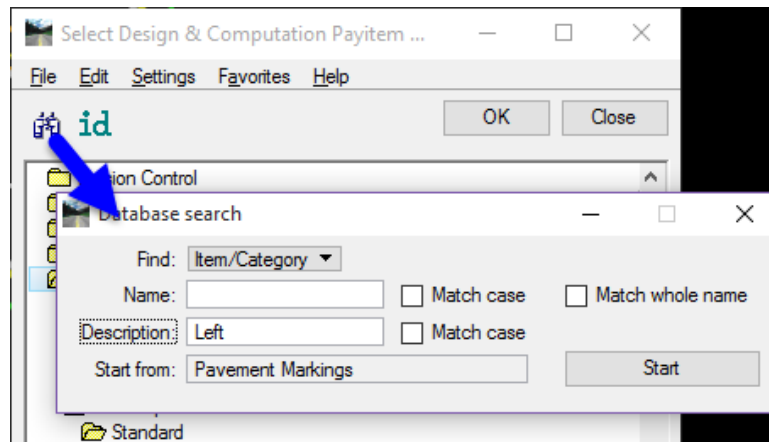 Select Design & Computation Payitem ...
File Edit Settings Favorites Help
id OK Close
Control
Database search
Find: Item/Category
Name: Match case Match whole name
Description: Left Match case
Start from: Pavement Markings Start
Standard